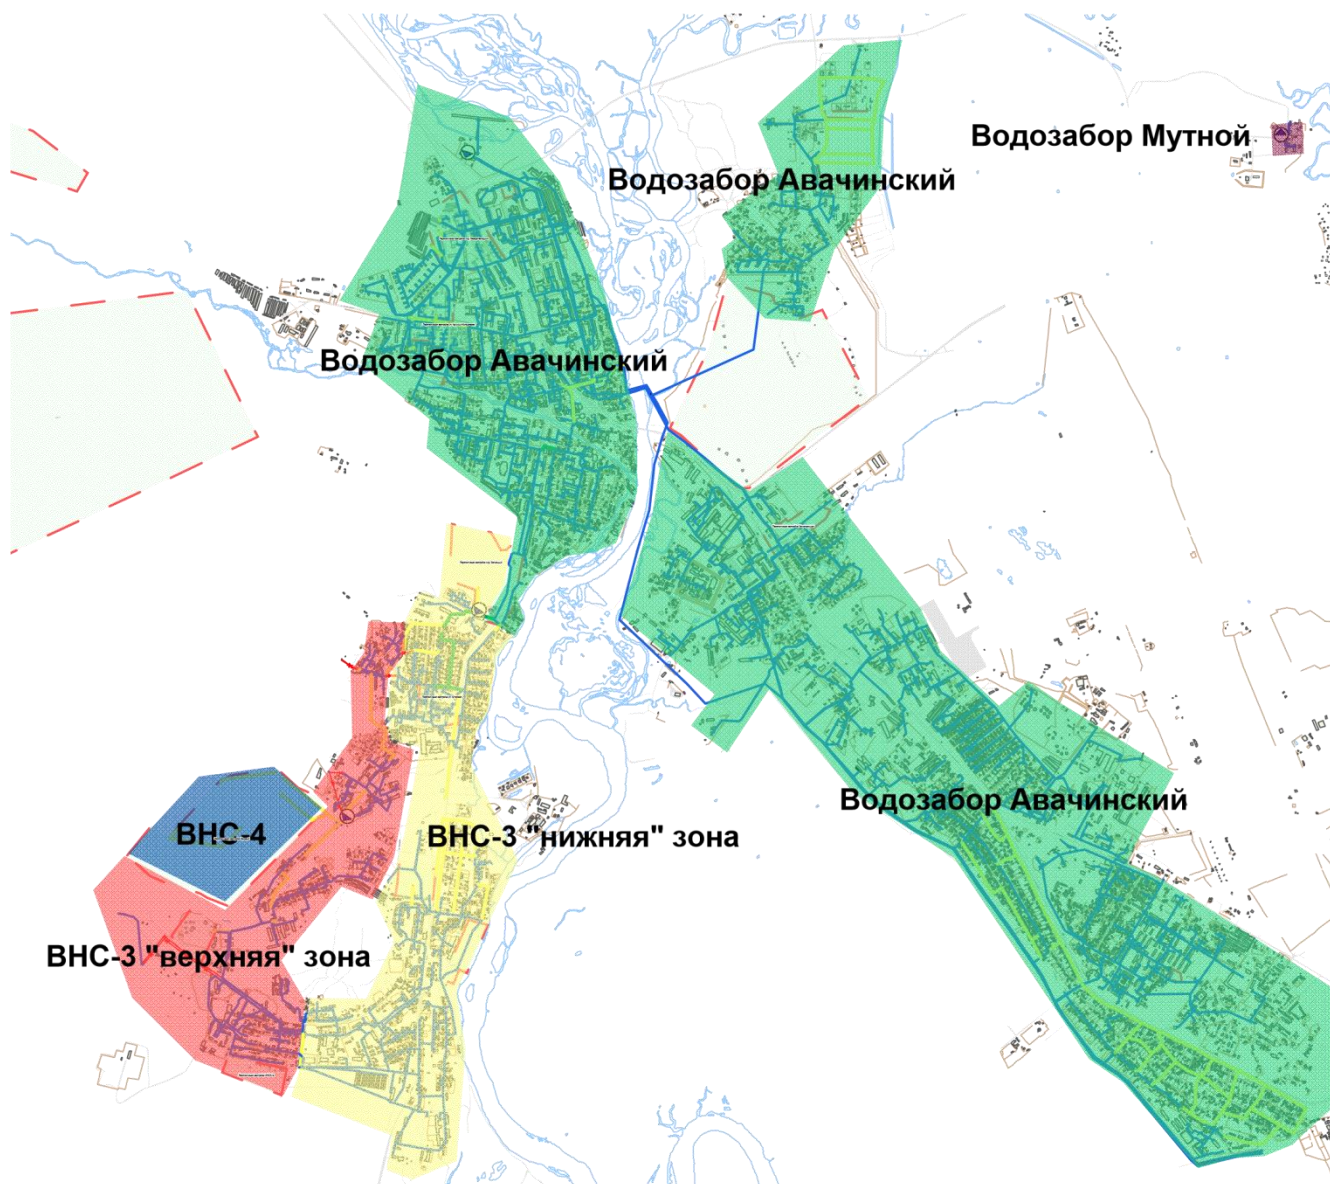 Водозабор Мутной
Водозабор Авачинский
Водозабор Авачинский
Водозабор Авачинский
ВНС-4
ВНС-3 "нижняя" зона
ВНС-3 "верхняя" зона